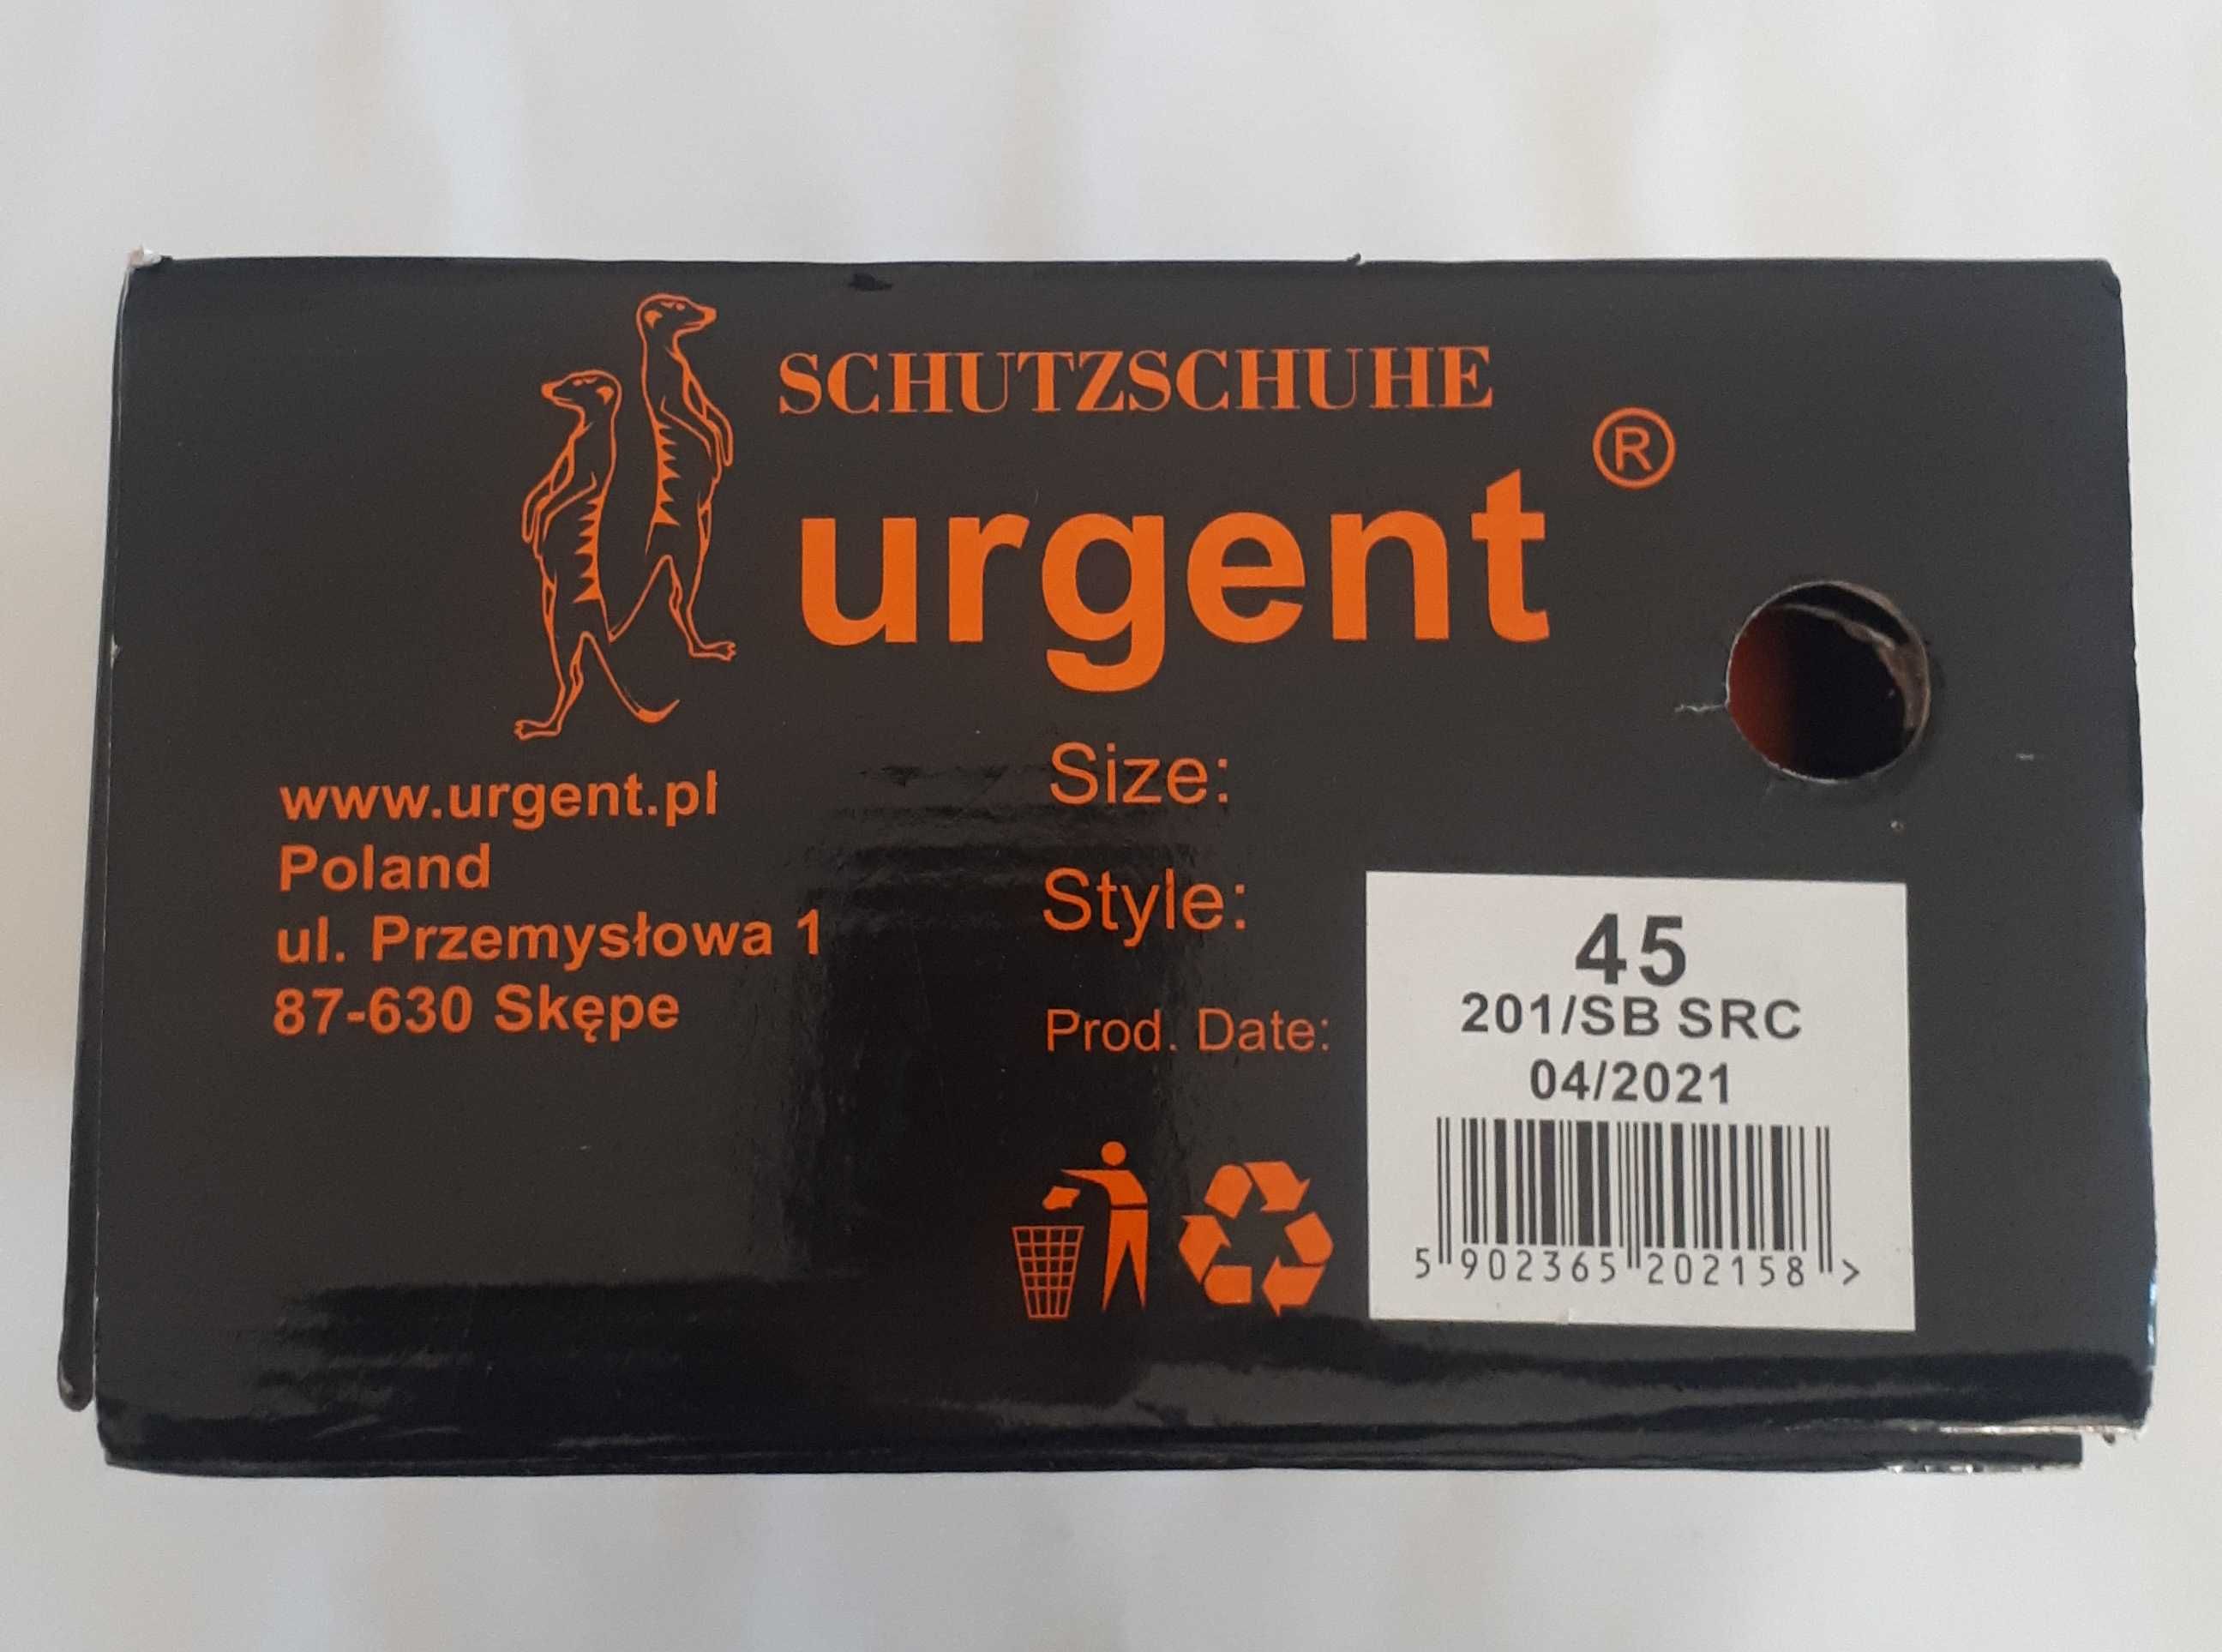 SCHUTZSCHUHE
urgent ®
www.urgent.pl
Poland
ul. Przemysłowa 1
87-630 Skępe
Size:
Style:
Prod. Date:
45
201/SB SRC
04/2021
5 902365 202158 >